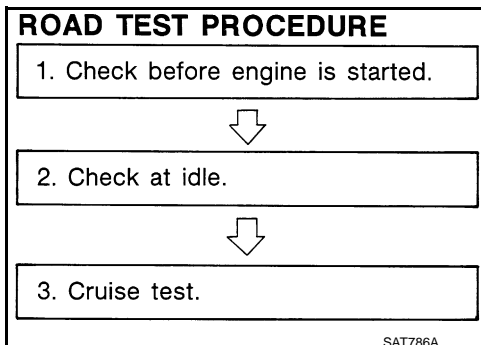 ROAD TEST PROCEDURE
1. Check before engine is started.
2. Check at idle.
3. Cruise test.
SAT786A